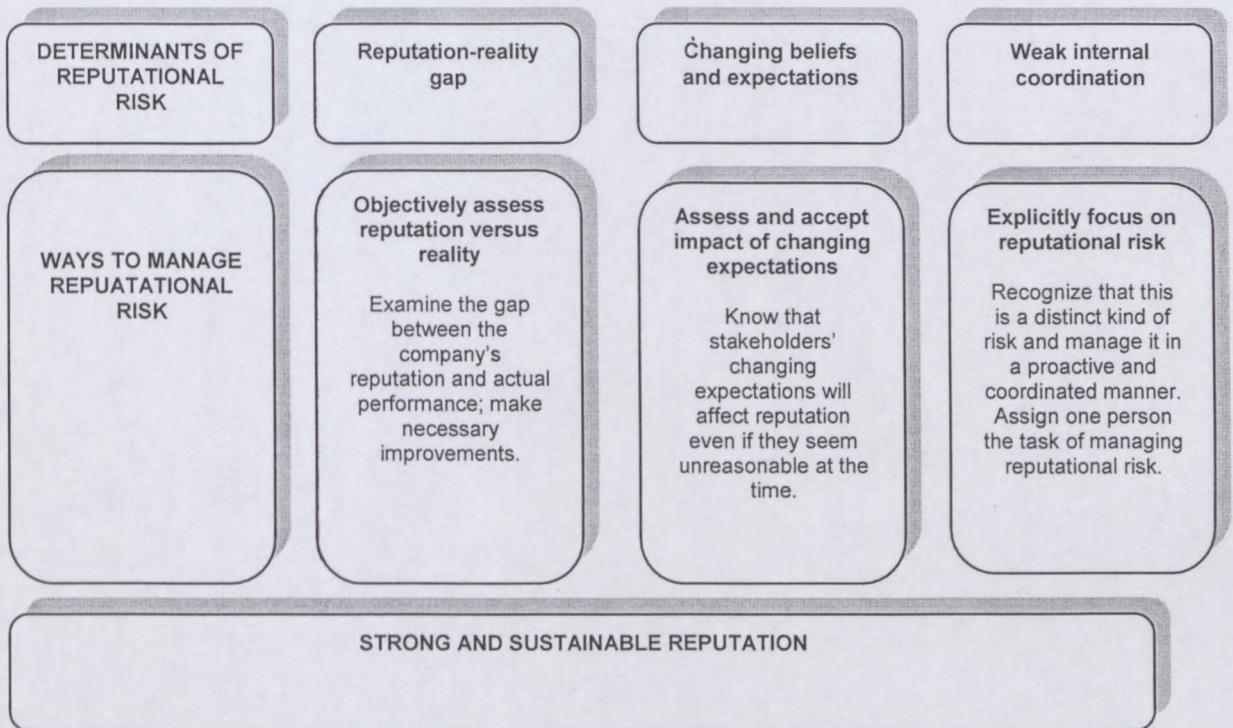 DETERMINANTS OF
REPUTATIONAL
RISK
Reputation-reality
gap
Changing beliefs
and expectations
Weak internal
coordination
WAYS TO MANAGE
REPUATATIONAL
RISK
Objectively assess
reputation versus
reality
Examine the gap
between the
company's
reputation and actual
performance; make
necessary
improvements.
Assess and accept
impact of changing
expectations
Know that
stakeholders'
changing
expectations will
affect reputation
even if they seem
unreasonable at the
time.
Explicitly focus on
reputational risk
Recognize that this
is a distinct kind of
risk and manage it in
a proactive and
coordinated manner.
Assign one person
the task of managing
reputational risk.
STRONG AND SUSTAINABLE REPUTATION